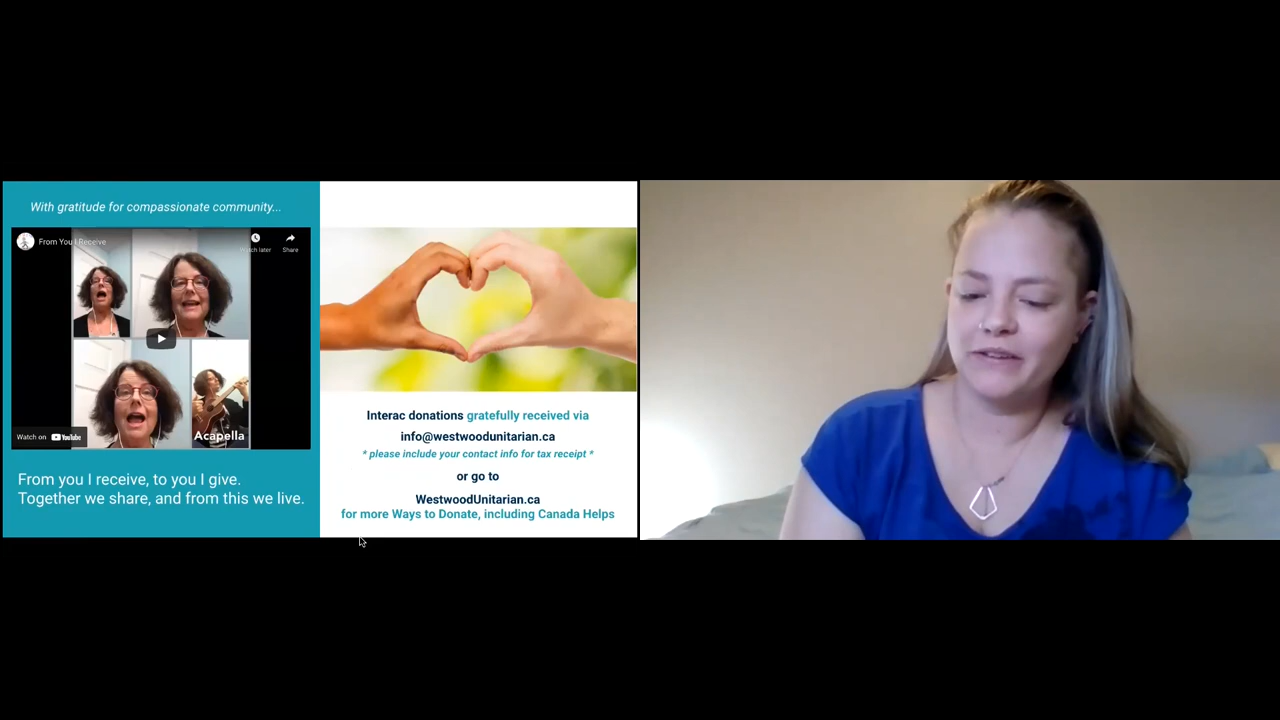 With gratitude for compassionate community...
From You I Receive
Watch later
Share
Acapella
Watch on YouTube
From you I receive, to you I give.
Together we share, and from this we live.
Interac donations gratefully received via
info@westwoodunitarian.ca
* please include your contact info for tax receipt *
or go to
WestwoodUnitarian.ca
for more Ways to Donate, including Canada Helps